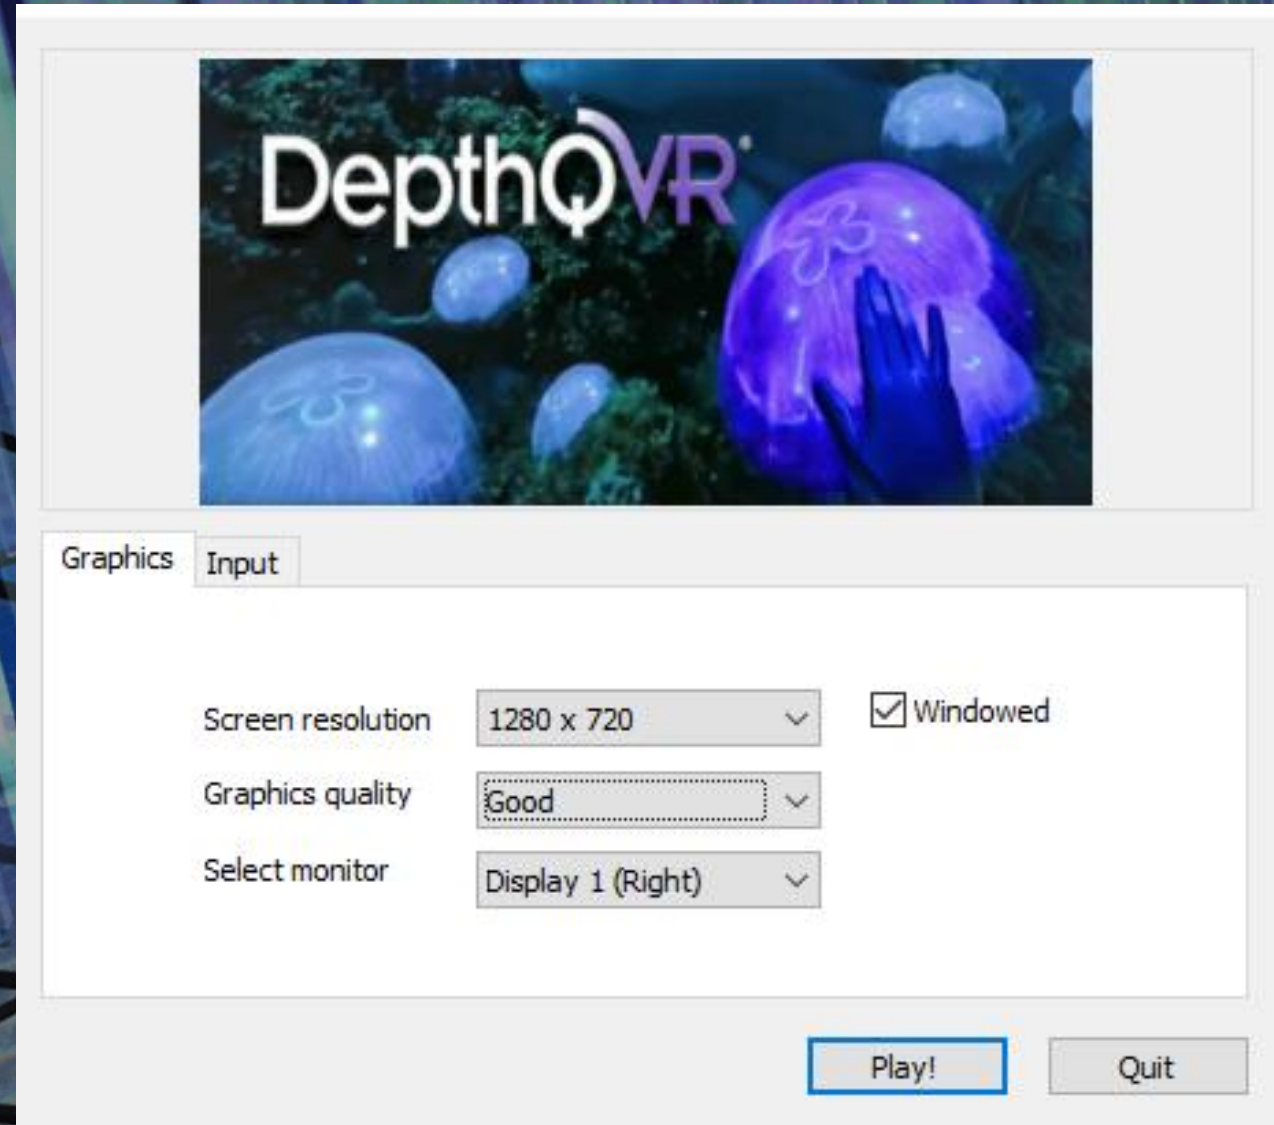 DepthQVR®
Graphics
Input
Screen resolution
1280 x 720
Windowed
Graphics quality
Good
Select monitor
Display 1 (Right)
Play!
Quit